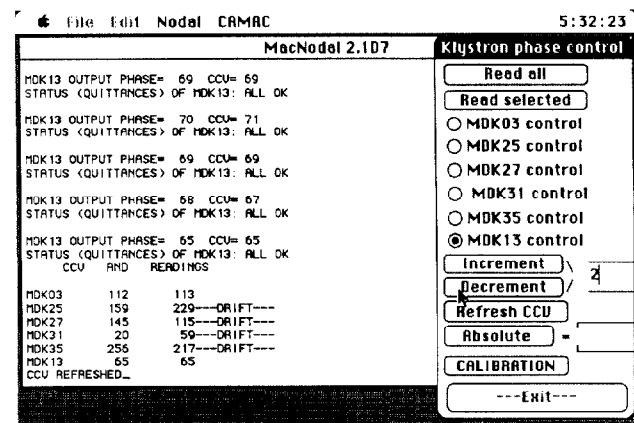 File Edit Nodal CAMAC 5:32:23
MacNodal 2.1D7
MDK13 OUTPUT PHASE= 69 CCV= 69
STATUS (QUITTANCES) OF MDK13: ALL OK
MDK13 OUTPUT PHASE= 70 CCV= 71
STATUS (QUITTANCES) OF MDK13: ALL OK
MDK13 OUTPUT PHASE= 69 CCV= 69
STATUS (QUITTANCES) OF MDK13: ALL OK
MDK13 OUTPUT PHASE= 68 CCV= 67
STATUS (QUITTANCES) OF MDK13: ALL OK
MDK13 OUTPUT PHASE= 65 CCV= 65
STATUS (QUITTANCES) OF MDK13: ALL OK
CCV AND READINGS
MDK03 112 113
MDK25 159 229---DRIFT---
MDK27 145 115---DRIFT---
MDK31 20 59---DRIFT---
MDK35 256 217---DRIFT---
MDK13 65 65
CCV REFRESHED_
Klystron phase control
Read all
Read selected
MDK03 control
MDK25 control
MDK27 control
MDK31 control
MDK35 control
MDK13 control
Increment \ 2
Decrement /
Refresh CCV
Absolute =
CALIBRATION
---Exit---